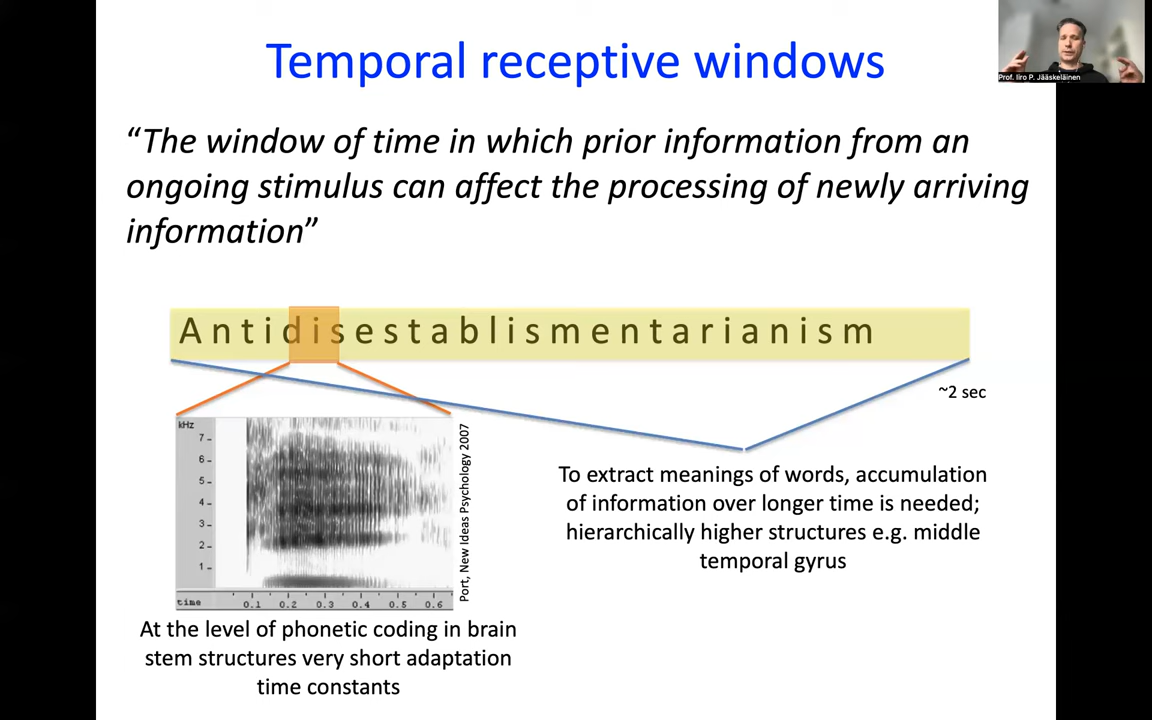 Temporal receptive windows
Prof. Iiro P. Jääskeläinen
“The window of time in which prior information from an
ongoing stimulus can affect the processing of newly arriving
information”
Antidisestablismentarianism
~2 sec
kHz
7
6
5
4
3
2
1
time 0.1 0.2 0.3 0.4 0.5 0.6
Port, New Ideas Psychology 2007
To extract meanings of words, accumulation
of information over longer time is needed;
hierarchically higher structures e.g. middle
temporal gyrus
At the level of phonetic coding in brain
stem structures very short adaptation
time constants